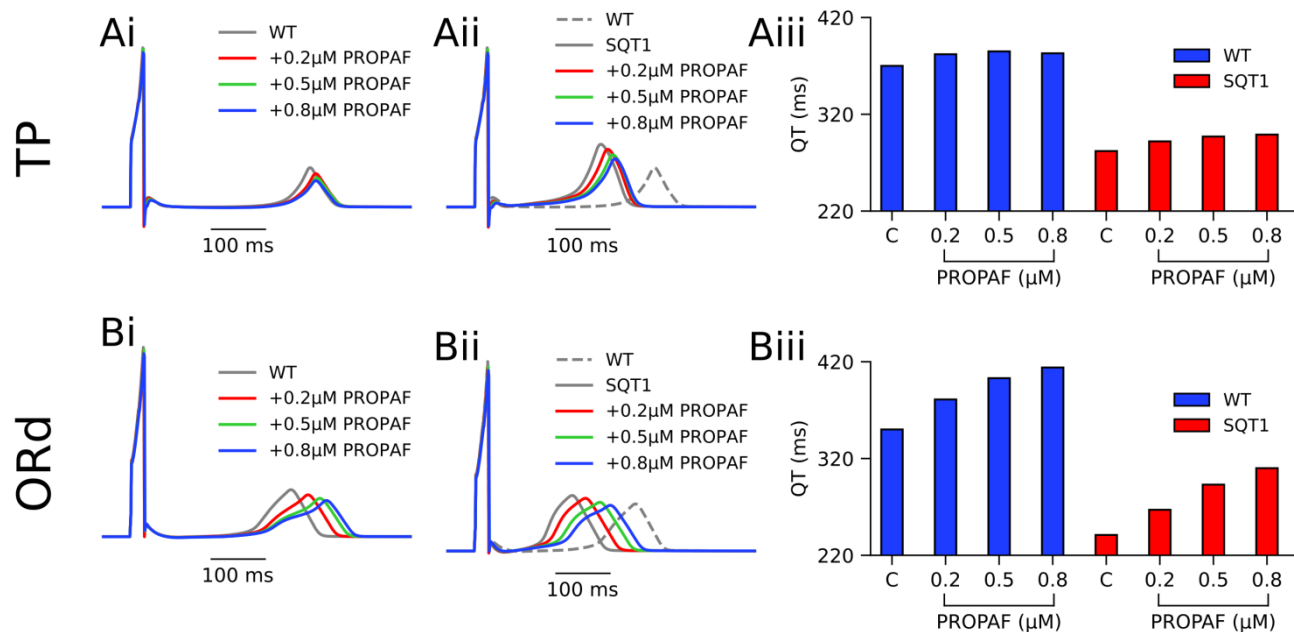 TP
Ai
WT
+0.2μM PROPAF
+0.5μM PROPAF
+0.8μM PROPAF
100 ms
Aii
WT
SQT1
+0.2μM PROPAF
+0.5μM PROPAF
+0.8μM PROPAF
100 ms
Aiii
QT (ms)
420
320
220
WT
SQT1
C 0.2 0.5 0.8 C 0.2 0.5 0.8
PROPAF (μM) PROPAF (μM)
ORd
Bi
WT
+0.2μM PROPAF
+0.5μM PROPAF
+0.8μM PROPAF
100 ms
Bii
WT
SQT1
+0.2μM PROPAF
+0.5μM PROPAF
+0.8μM PROPAF
100 ms
Biii
QT (ms)
420
320
220
WT
SQT1
C 0.2 0.5 0.8 C 0.2 0.5 0.8
PROPAF (μM) PROPAF (μM)